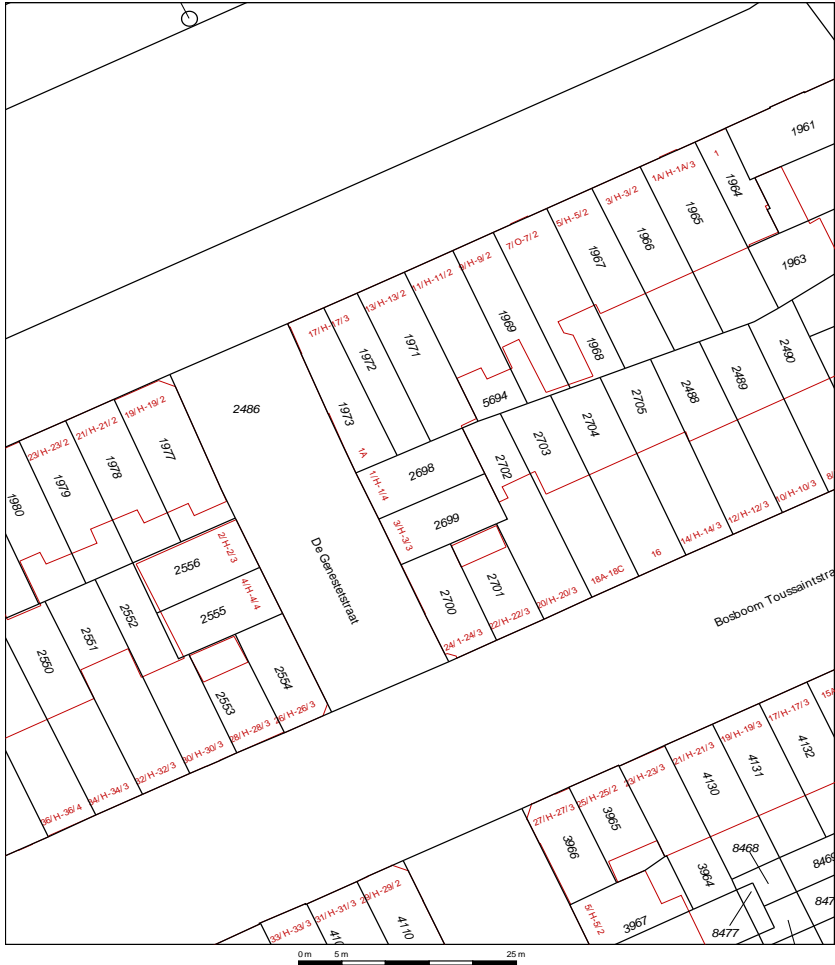 1961
1
1964
1A/H-1A/3
1965
3/H-3/2
1966
1963
5/H-5/2
1967
7/O-7/2
9/H-9/2
1969
1968
11/H-11/2
1971
13/H-13/2
1972
17/H-17/3
1973
1A
5694
2490
2489
2488
2705
2704
2703
2702
2698
1/H-1/4
2699
3/H-3/3
2486
19/H-19/2
1977
21/H-21/2
1978
23/H-23/2
1979
1980
2/H-2/3
2556
4/H-4/4
2555
De Genestetstraat
2700
2701
24/1-24/3
22/H-22/3
20/H-20/3
18A-18C
16
14/H-14/3
12/H-12/3
10/H-10/3
8/
Bosboom Toussaintstra
2550
2551
2552
2553
2554
36/H-36/4
34/H-34/3
32/H-32/3
30/H-30/3
28/H-28/3
26/H-26/3
15A
17/H-17/3
4132
19/H-19/3
4131
21/H-21/3
4130
23/H-23/3
25/H-25/2
3965
27/H-27/3
3966
8468
8469
3964
847
8477
3967
5/H-5/2
29/H-29/2
4110
31/H-31/3
410
33/H-33/3
0 m 5 m 25 m